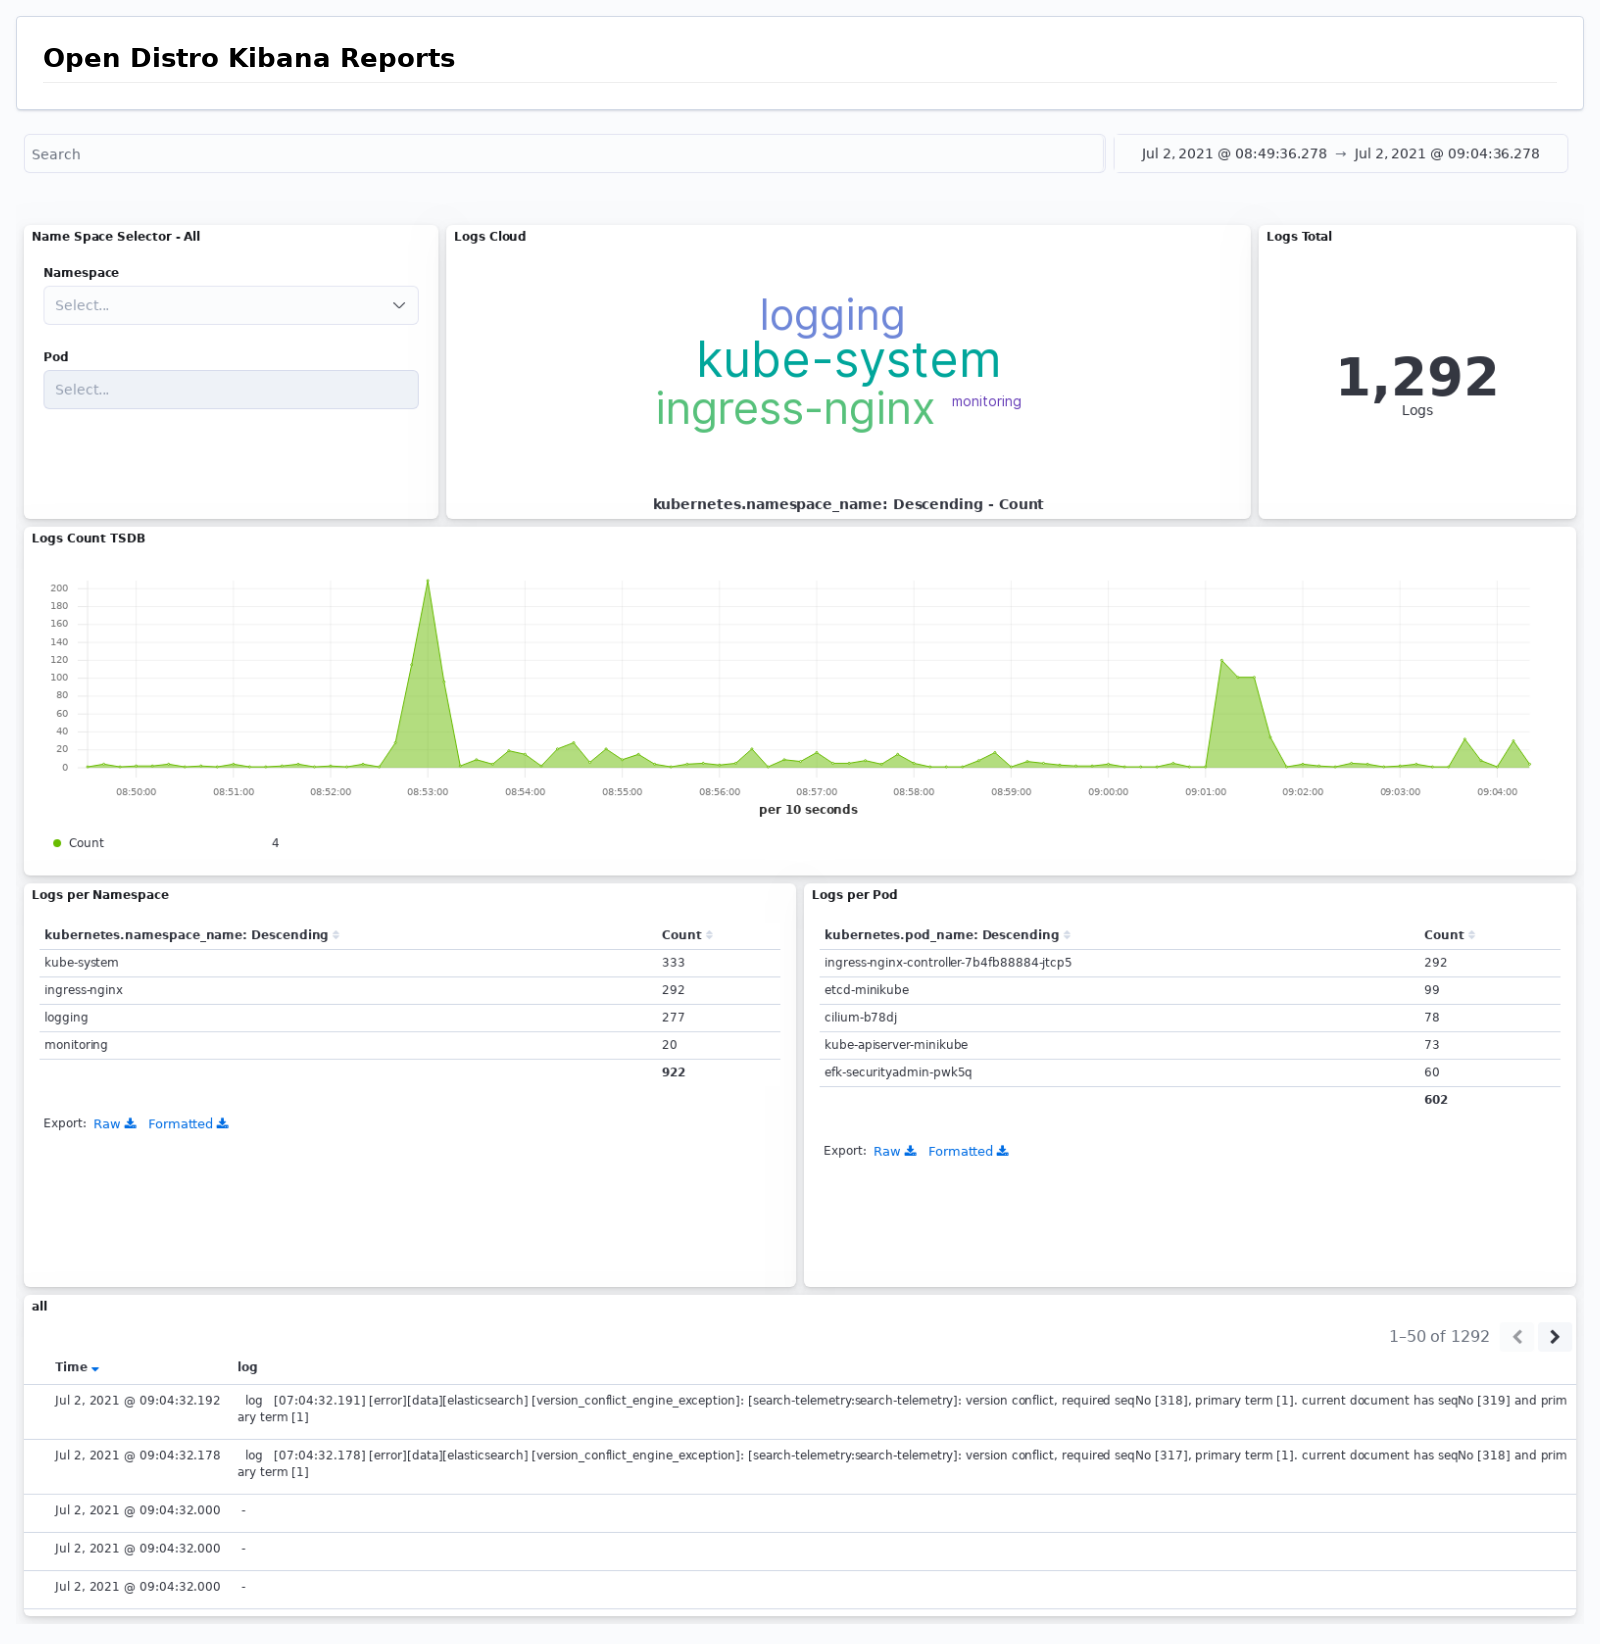 Open Distro Kibana Reports
Search
Jul 2, 2021 @ 08:49:36.278 → Jul 2, 2021 @ 09:04:36.278
Name Space Selector - All
Namespace
Select...
Pod
Select...
Logs Cloud
logging
kube-system
ingress-nginx monitoring
kubernetes.namespace_name: Descending - Count
Logs Total
1,292
Logs
Logs Count TSDB
200
180
160
140
120
100
80
60
40
20
0
08:50:00 08:51:00 08:52:00 08:53:00 08:54:00 08:55:00 08:56:00 08:57:00 08:58:00 08:59:00 09:00:00 09:01:00 09:02:00 09:03:00 09:04:00
per 10 seconds
Count 4
Logs per Namespace
kubernetes.namespace_name: Descending Count
kube-system 333
ingress-nginx 292
logging 277
monitoring 20
922
Export: Raw Formatted
Logs per Pod
kubernetes.pod_name: Descending Count
ingress-nginx-controller-7b4fb88884-jtcp5 292
etcd-minikube 99
cilium-b78dj 78
kube-apiserver-minikube 73
efk-securityadmin-pwk5q 60
602
Export: Raw Formatted
all
1–50 of 1292
Time log
Jul 2, 2021 @ 09:04:32.192 log [07:04:32.191] [error][data][elasticsearch] [version_conflict_engine_exception]: [search-telemetry:search-telemetry]: version conflict, required seqNo [318], primary term [1]. current document has seqNo [319] and prim
ary term [1]
Jul 2, 2021 @ 09:04:32.178 log [07:04:32.178] [error][data][elasticsearch] [version_conflict_engine_exception]: [search-telemetry:search-telemetry]: version conflict, required seqNo [317], primary term [1]. current document has seqNo [318] and prim
ary term [1]
Jul 2, 2021 @ 09:04:32.000 -
Jul 2, 2021 @ 09:04:32.000 -
Jul 2, 2021 @ 09:04:32.000 -